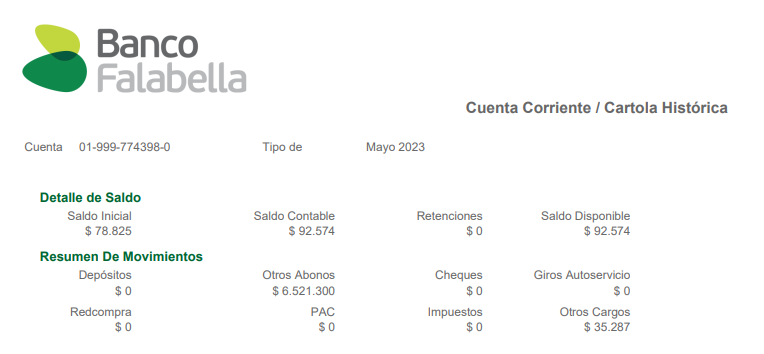 Banco
Falabella
Cuenta Corriente / Cartola Histórica
Cuenta 01-999-774398-0 Tipo de Mayo 2023
Detalle de Saldo
Saldo Inicial Saldo Contable Retenciones Saldo Disponible
$ 78.825 $ 92.574 $ 0 $ 92.574
Resumen De Movimientos
Depósitos Otros Abonos Cheques Giros Autoservicio
$ 0 $ 6.521.300 $ 0 $ 0
Redcompra PAC Impuestos Otros Cargos
$ 0 $ 0 $ 0 $ 35.287